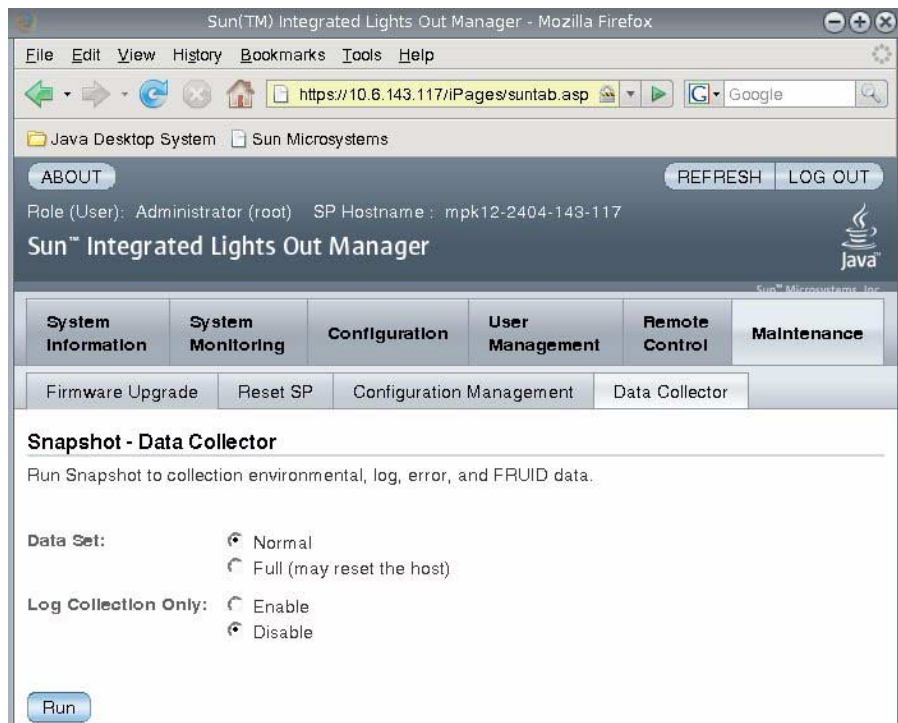 Sun(TM) Integrated Lights Out Manager - Mozilla Firefox
File Edit View History Bookmarks Tools Help
https://10.6.143.117/iPages/suntab.asp G Google
Java Desktop System Sun Microsystems
ABOUT REFRESH LOG OUT
Role (User): Administrator (root) SP Hostname : mpk12-2404-143-117
Sun™ Integrated Lights Out Manager
Java™
Sun™ Microsystems, Inc.
System Information System Monitoring Configuration User Management Remote Control Maintenance
Firmware Upgrade Reset SP Configuration Management Data Collector
Snapshot - Data Collector
Run Snapshot to collection environmental, log, error, and FRUID data.
Data Set: Normal
Full (may reset the host)
Log Collection Only: Enable
Disable
Run